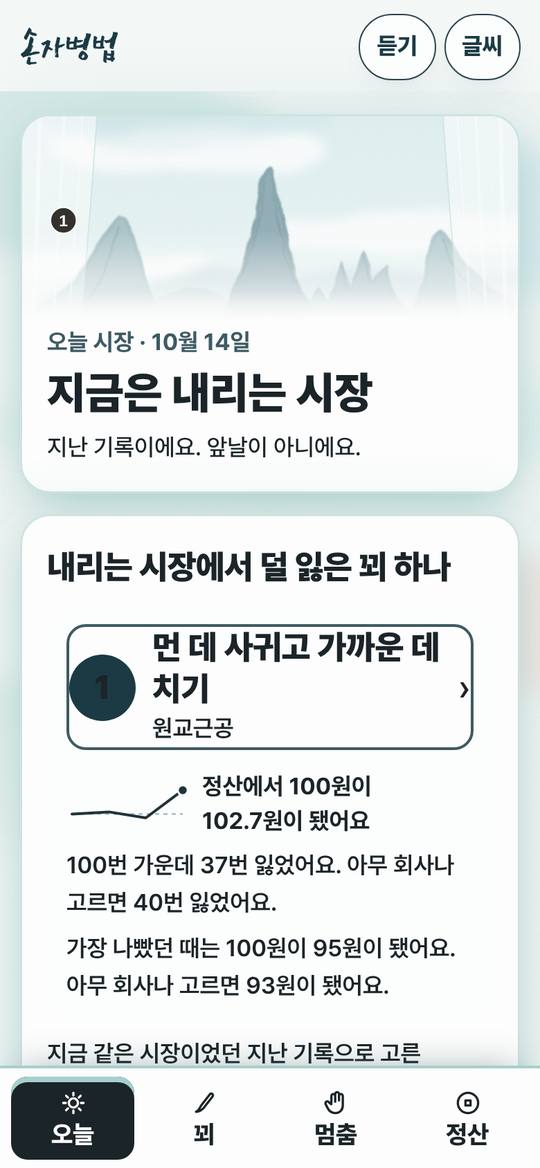 손자병법
듣기
글씨
1
오늘 시장 · 10월 14일
지금은 내리는 시장
지난 기록이에요. 앞날이 아니에요.
내리는 시장에서 덜 잃은 꾀 하나
1
먼 데 사귀고 가까운 데
치기
원교근공
›
정산에서 100원이
102.7원이 됐어요
100번 가운데 37번 잃었어요. 아무 회사나
고르면 40번 잃었어요.
가장 나빴던 때는 100원이 95원이 됐어요.
아무 회사나 고르면 93원이 됐어요.
지금 같은 시장이었던 지난 기록으로 고른
오늘
꾀
멈춤
정산